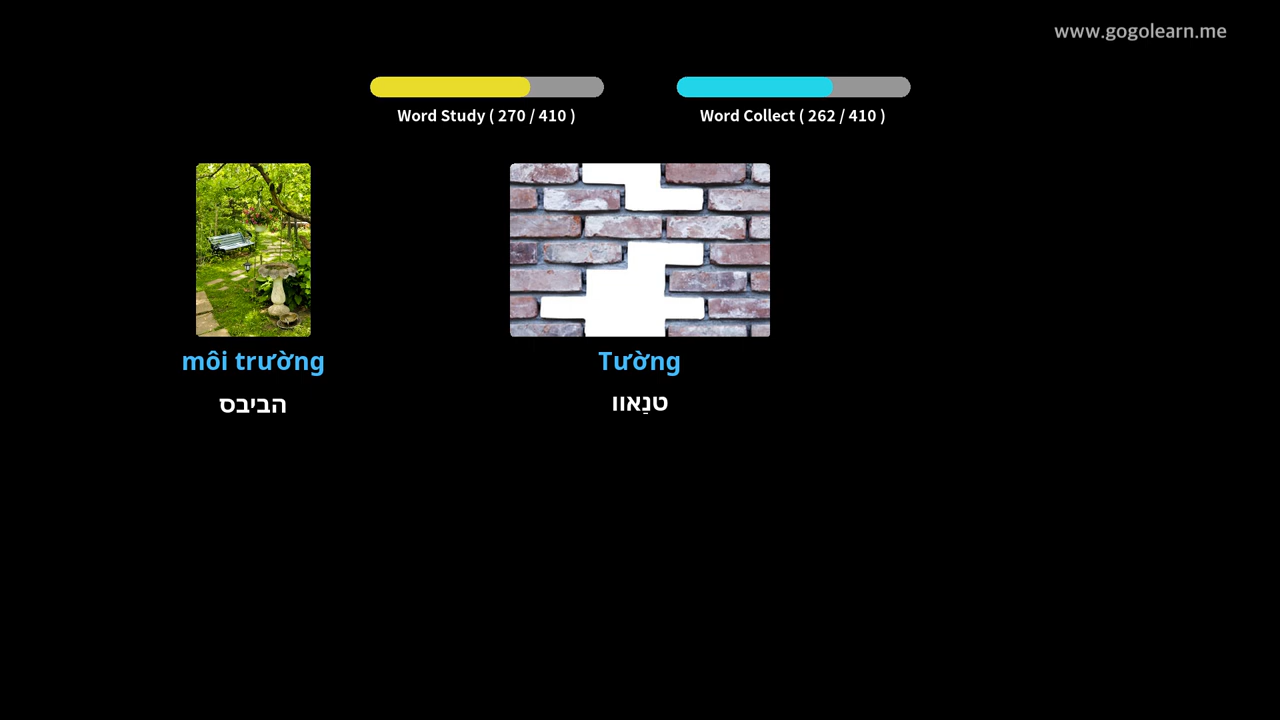 www.gogolearn.me
Word Study ( 270 / 410 )
Word Collect ( 262 / 410 )
môi trường
הביבס
Tường
טנַאוו